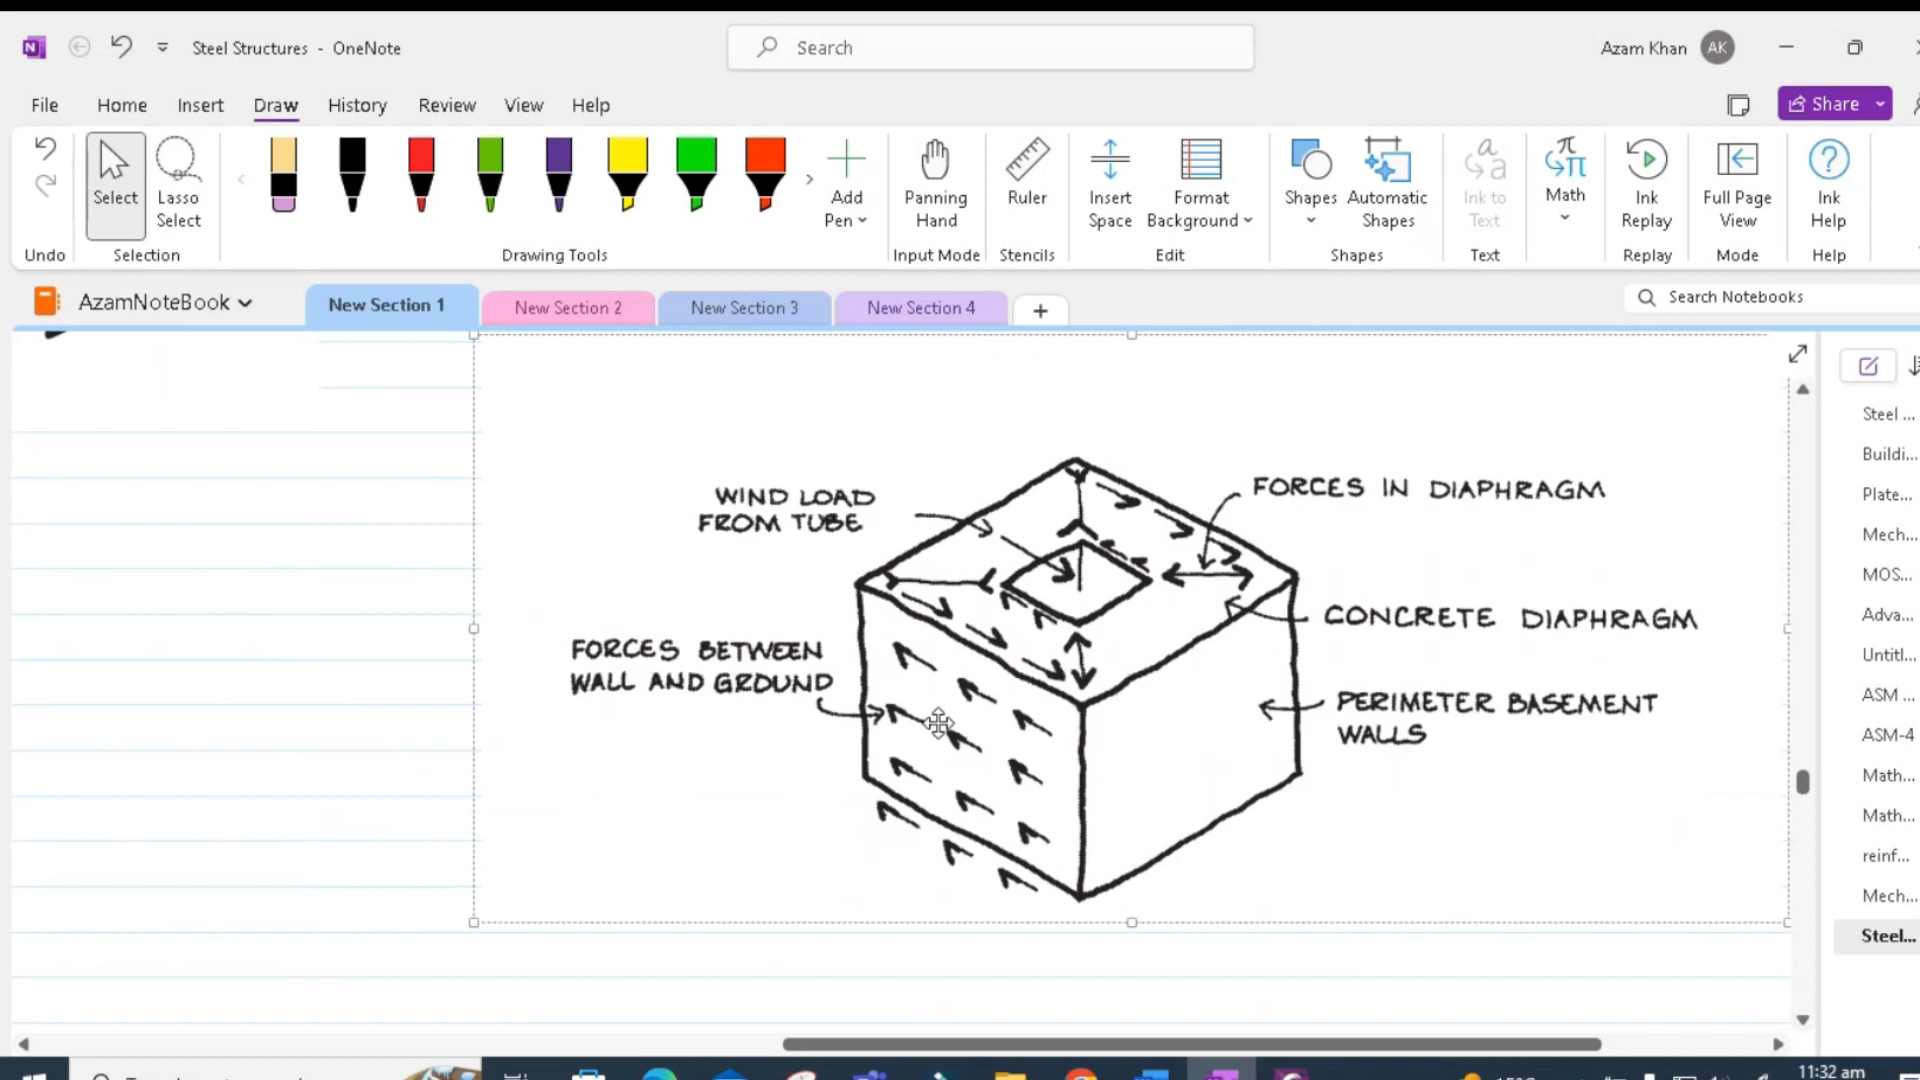 Steel Structures - OneNote
Search
Azam Khan AK
File Home Insert Draw History Review View Help
Share
Select
Lasso
Select
Add
Pen
Panning
Hand
Ruler
Insert
Space
Format
Background
Shapes
Automatic
Shapes
Ink to
Text
Math
Ink
Replay
Full Page
View
Ink
Help
Undo Selection Drawing Tools Input Mode Stencils Edit Shapes Text Replay Mode Help
AzamNoteBook
New Section 1 New Section 2 New Section 3 New Section 4 +
Search Notebooks
WIND LOAD
FROM TUBE
FORCES IN DIAPHRAGM
CONCRETE DIAPHRAGM
FORCES BETWEEN
WALL AND GROUND
PERIMETER BASEMENT
WALLS
Steel ...
Buildi...
Plate...
Mech...
MOS...
Adva...
Untitl...
ASM ...
ASM-4
Math...
Math...
reinf...
Mech...
Steel...
11:32 am